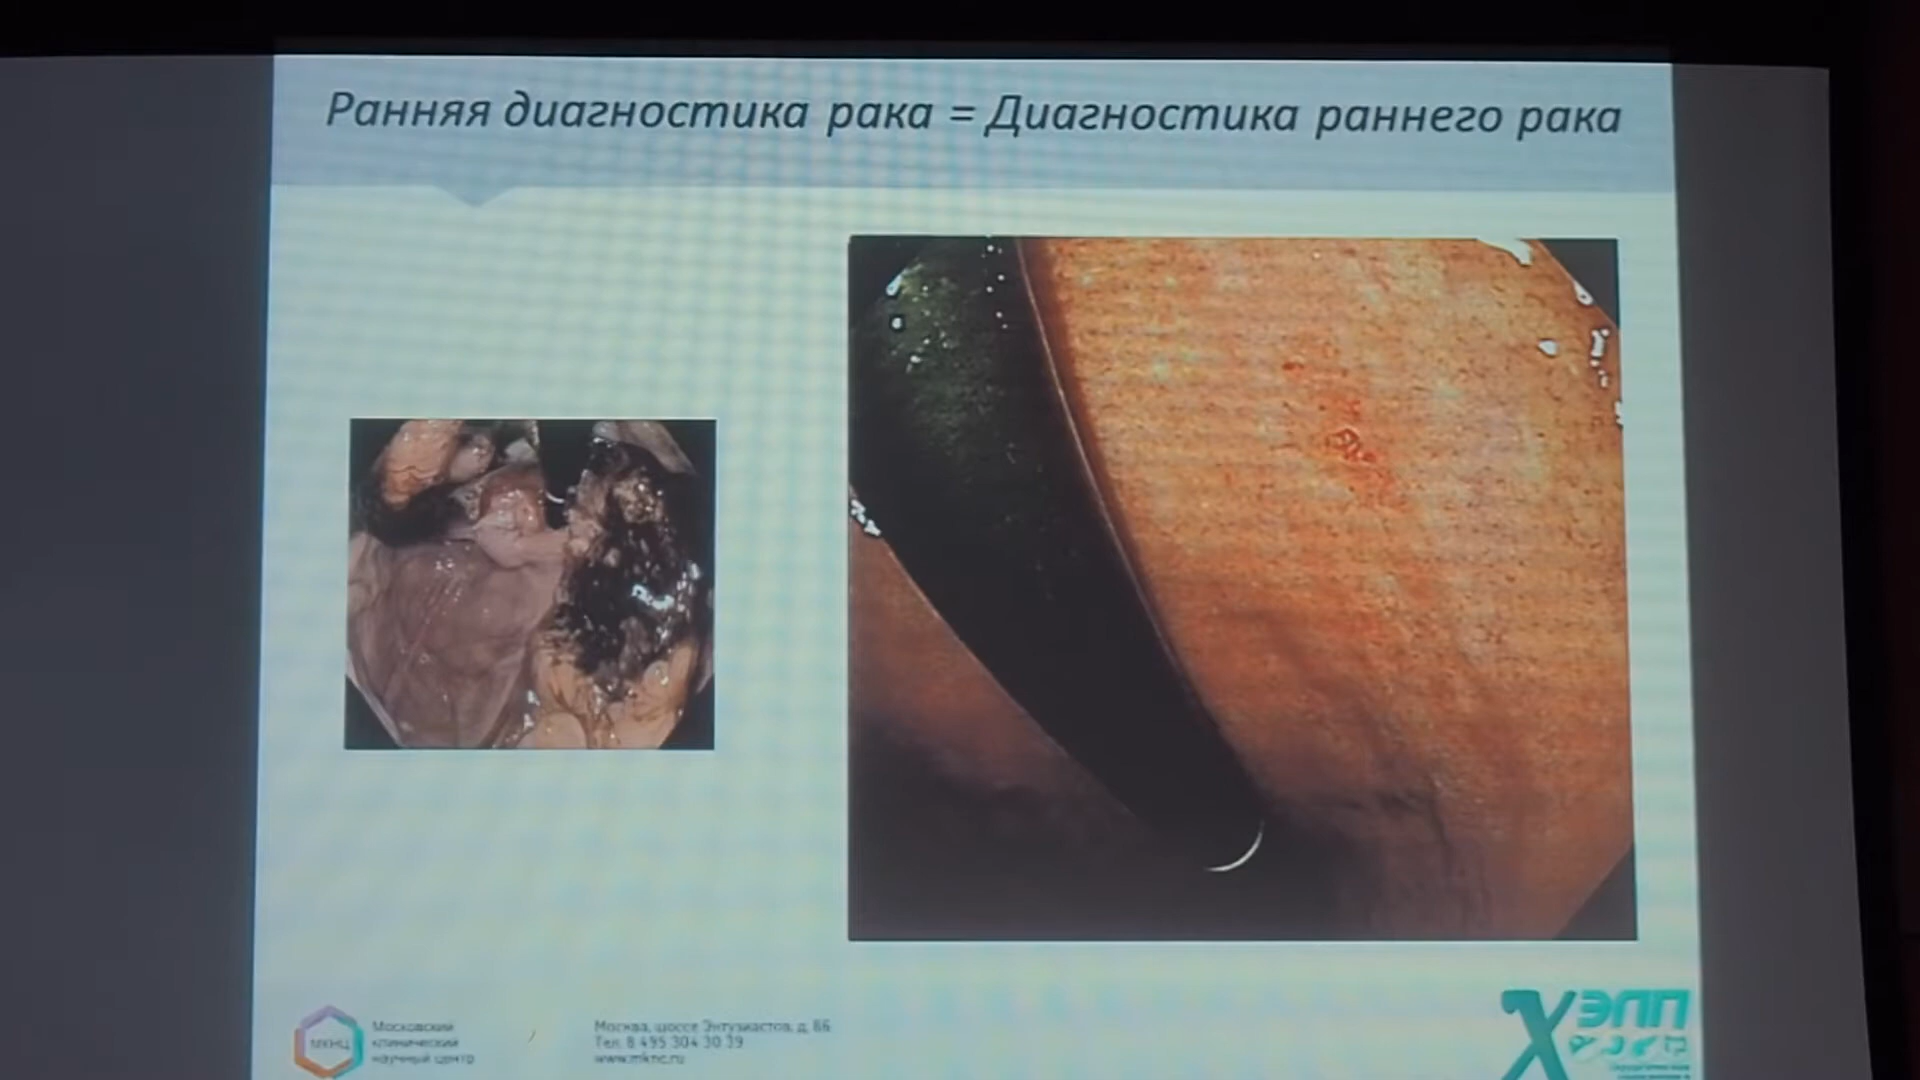 Ранняя диагностика рака = Диагностика раннего рака
МКНЦ
Московский
клинический
научный центр
Москва, шоссе Энтузиастов, д. 86
Тел. 8 495 304 30 39
www.mknc.ru
ХЭПП